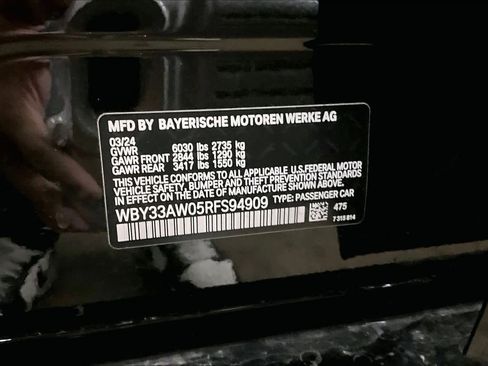 MFD BY BAYERISCHE MOTOREN WERKE AG
03/24
GVWR 6030 lbs 2735 kg
GAWR FRONT 2844 lbs 1290 kg
GAWR REAR 3417 lbs 1550 kg
THIS VEHICLE CONFORMS TO ALL APPLICABLE U.S.FEDERAL MOTOR
VEHICLE SAFETY, BUMPER, AND THEFT PREVENTION STANDARDS
IN EFFECT ON THE DATE OF MANUFACTURE SHOWN ABOVE.
WBY33AW05RFS94909 TYPE: PASSENGER CAR
475
7 315 814